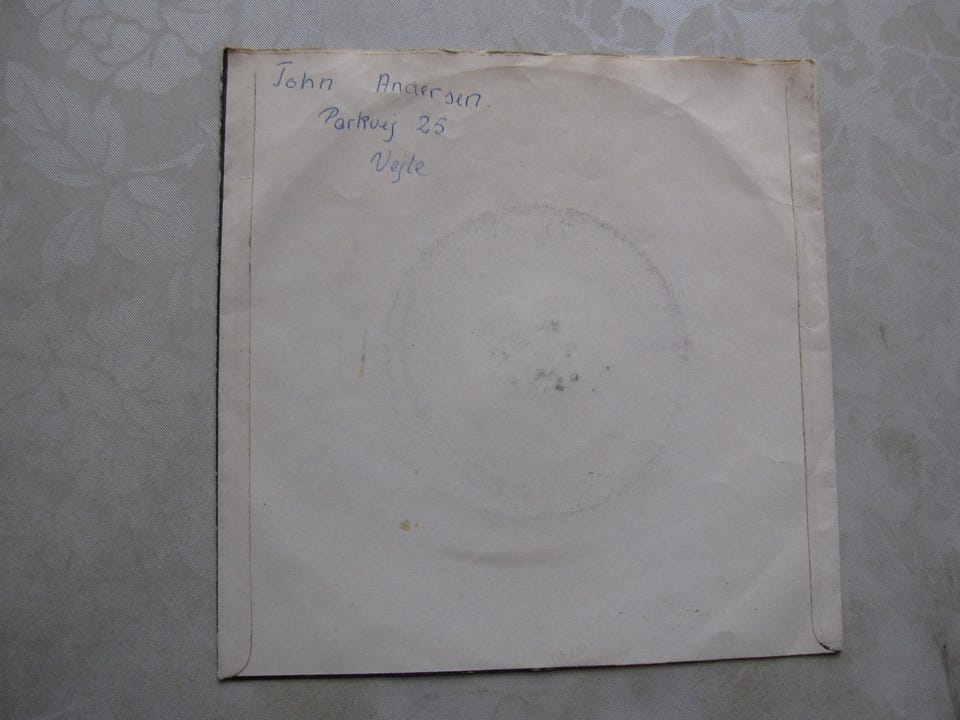 John Andersen.
Parkvej 25
Vejle